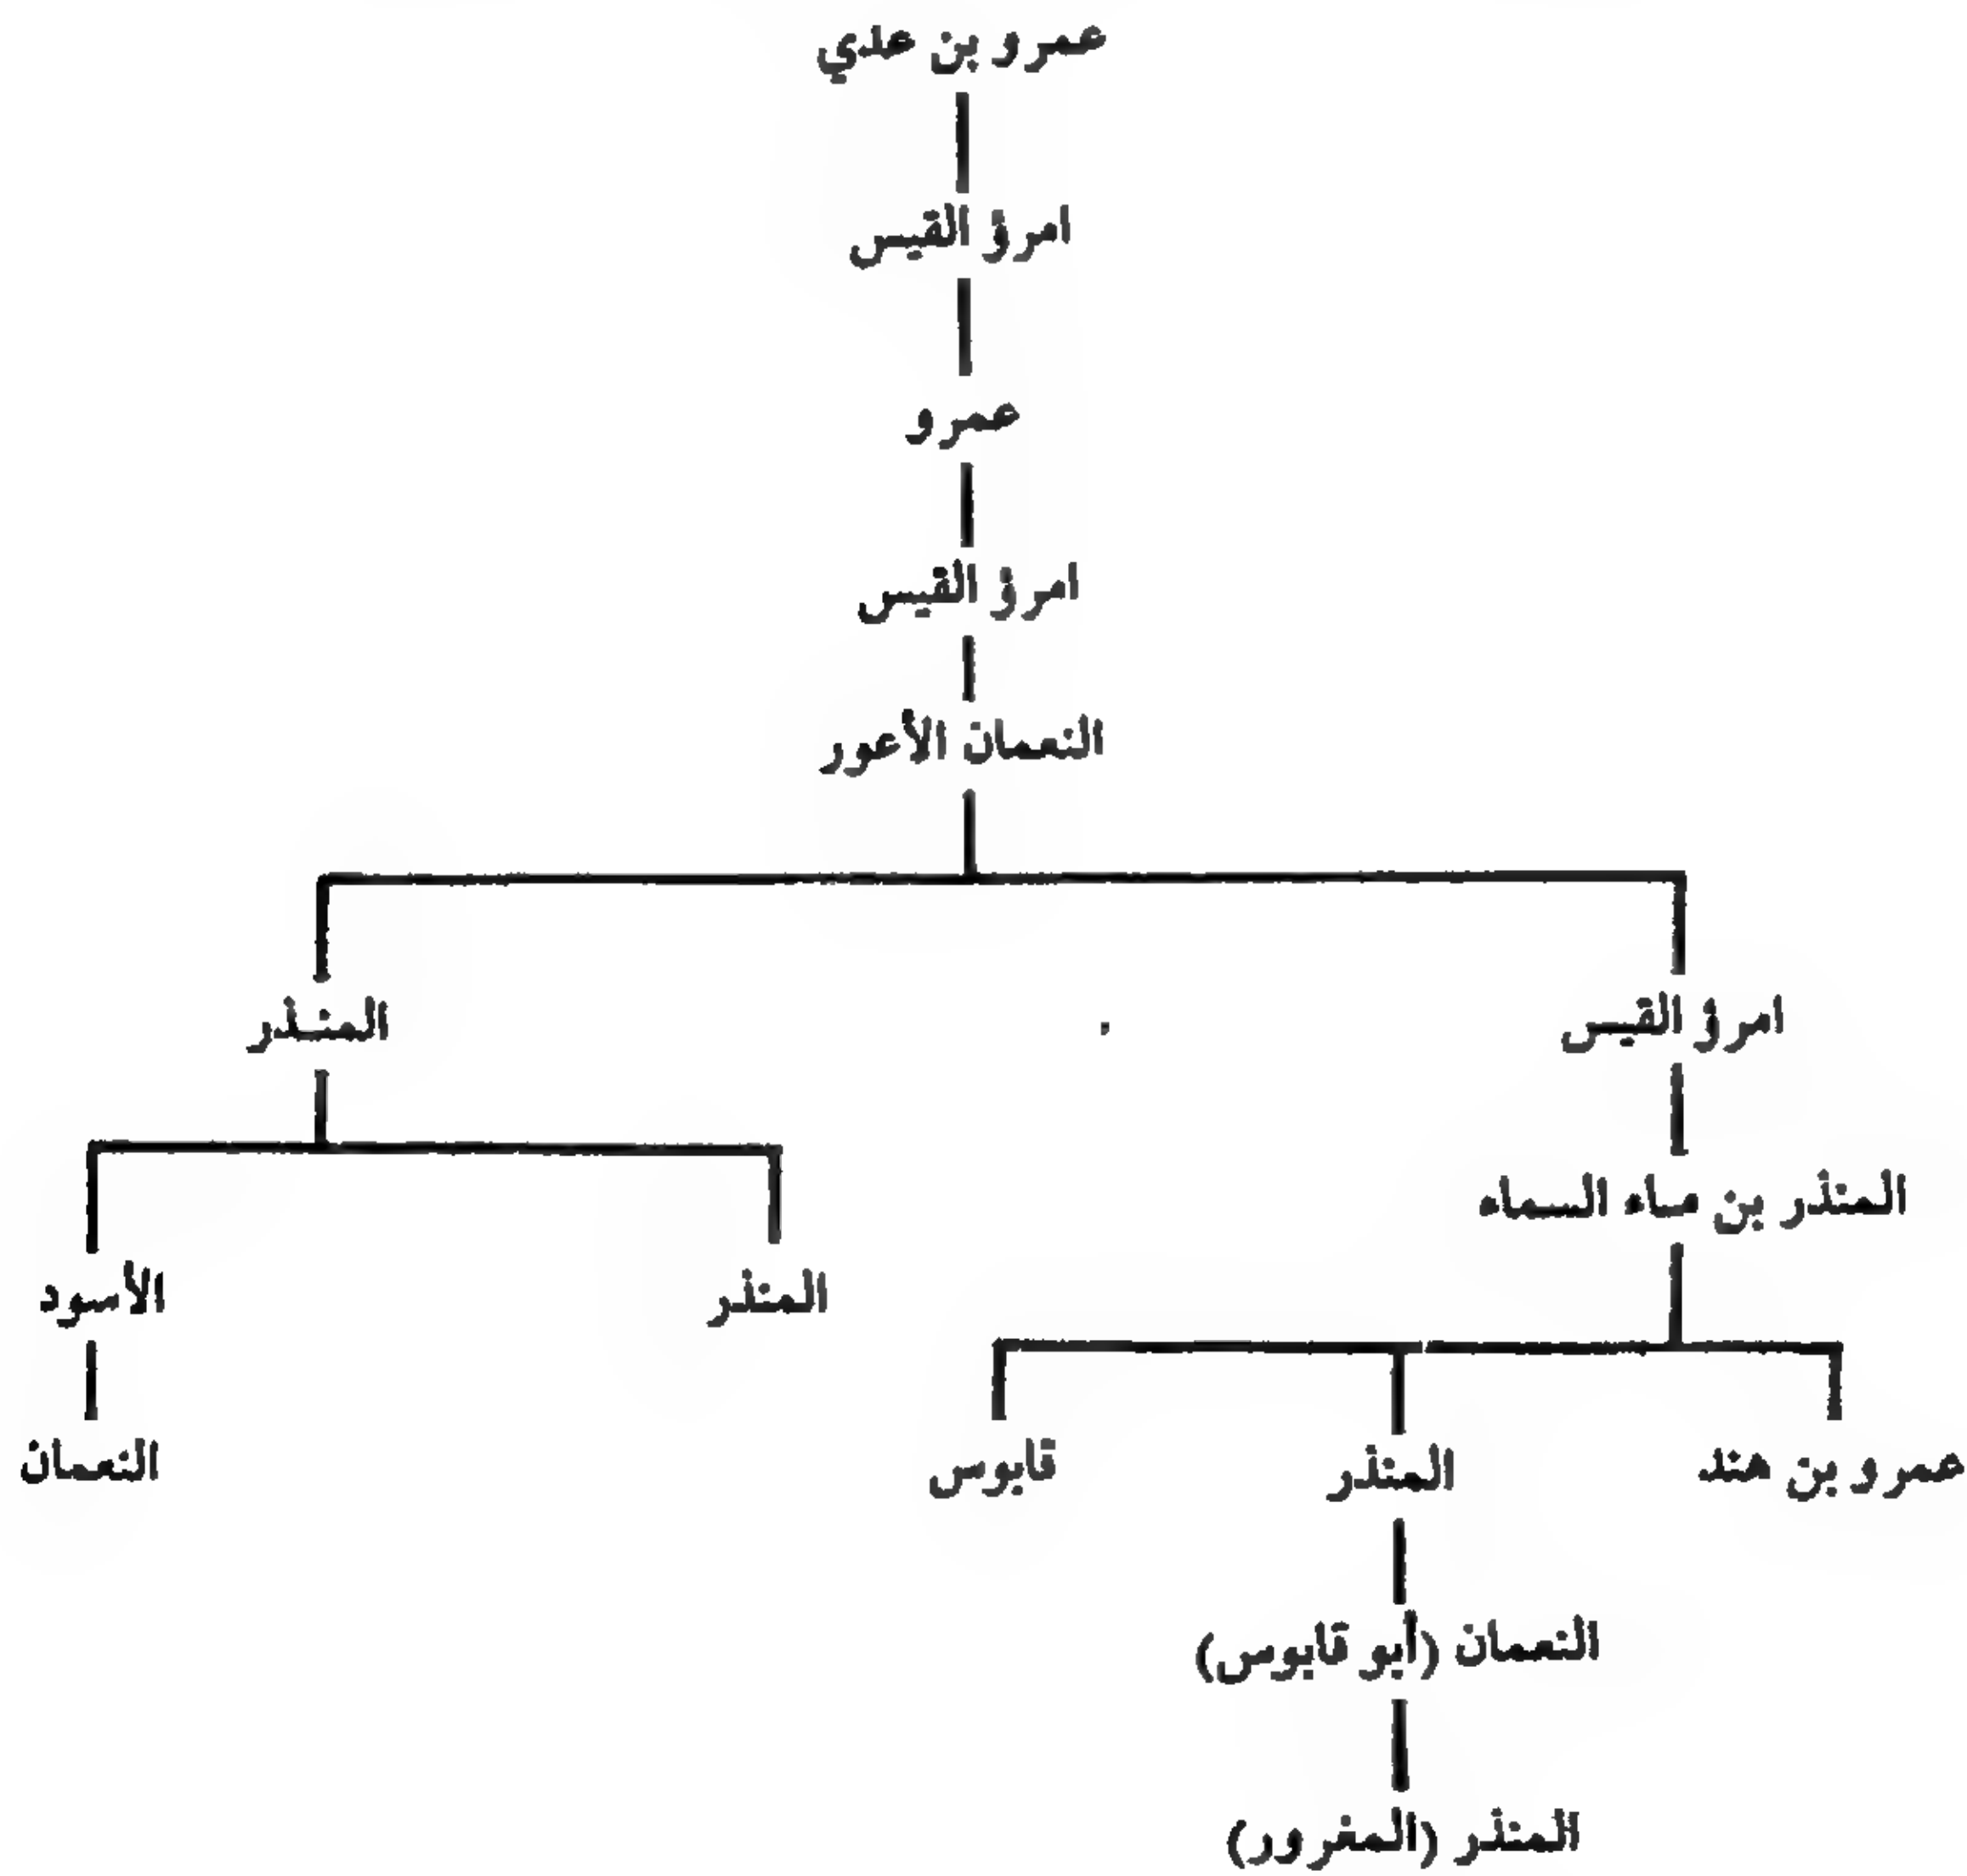 عمرو بن عدي
امرؤ القيس
عمرو
امرؤ القيس
النعمان الأعور
امرؤ القيس
المنذر
المنذر بن ماء السماء
المنذر
الأسود
عمرو بن هند
المنذر
قابوس
النعمان
النعمان (أبو قابوس)
المنذر (المغرور)